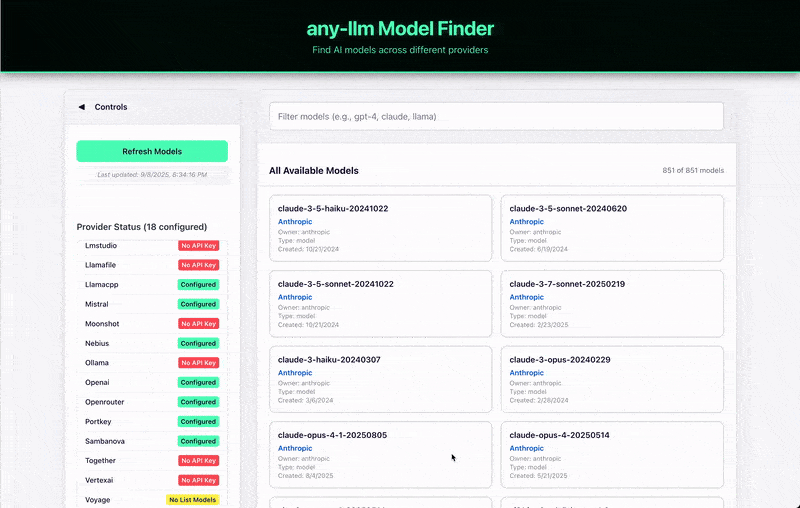 any-llm Model Finder
Find AI models across different providers
◀ Controls
Refresh Models
Last updated: 9/8/2025, 6:34:16 PM
Provider Status (18 configured)
Lmstudio No API Key
Llamafile No API Key
Llamacpp Configured
Mistral Configured
Moonshot No API Key
Nebius Configured
Ollama No API Key
Openai Configured
Openrouter Configured
Portkey Configured
Sambanova Configured
Together No API Key
Vertexai No API Key
Voyage No List Models
Filter models (e.g., gpt-4, claude, llama)
All Available Models 851 of 851 models
claude-3-5-haiku-20241022
Anthropic
Owner: anthropic
Type: model
Created: 10/21/2024
claude-3-5-sonnet-20240620
Anthropic
Owner: anthropic
Type: model
Created: 6/19/2024
claude-3-5-sonnet-20241022
Anthropic
Owner: anthropic
Type: model
Created: 10/21/2024
claude-3-7-sonnet-20250219
Anthropic
Owner: anthropic
Type: model
Created: 2/23/2025
claude-3-haiku-20240307
Anthropic
Owner: anthropic
Type: model
Created: 3/6/2024
claude-3-opus-20240229
Anthropic
Owner: anthropic
Type: model
Created: 2/28/2024
claude-opus-4-1-20250805
Anthropic
Owner: anthropic
Type: model
Created: 8/4/2025
claude-opus-4-20250514
Anthropic
Owner: anthropic
Type: model
Created: 5/21/2025